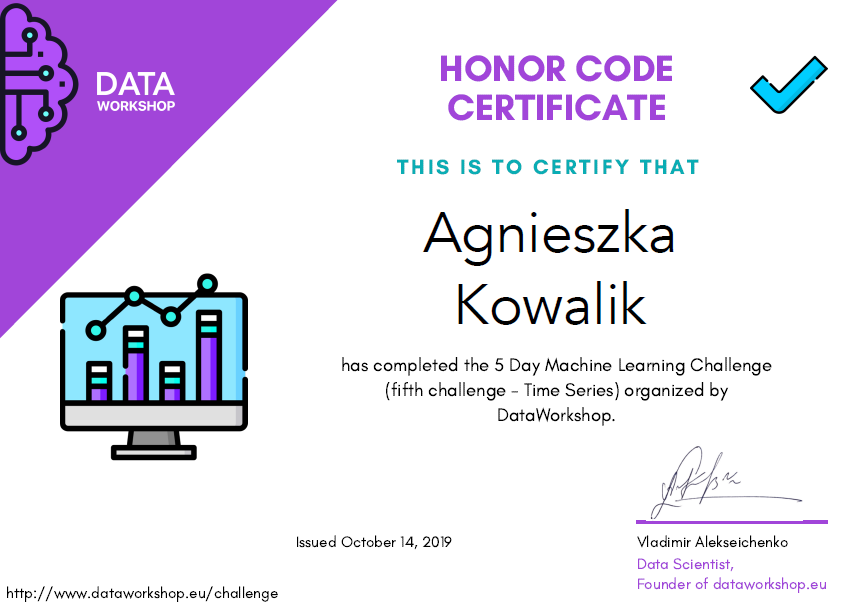 DATA
WORKSHOP
HONOR CODE
CERTIFICATE
THIS IS TO CERTIFY THAT
Agnieszka
Kowalik
has completed the 5 Day Machine Learning Challenge
(fifth challenge - Time Series) organized by
DataWorkshop.
Issued October 14, 2019
Vladimir Alekseichenko
Data Scientist,
Founder of dataworkshop.eu
http://www.dataworkshop.eu/challenge